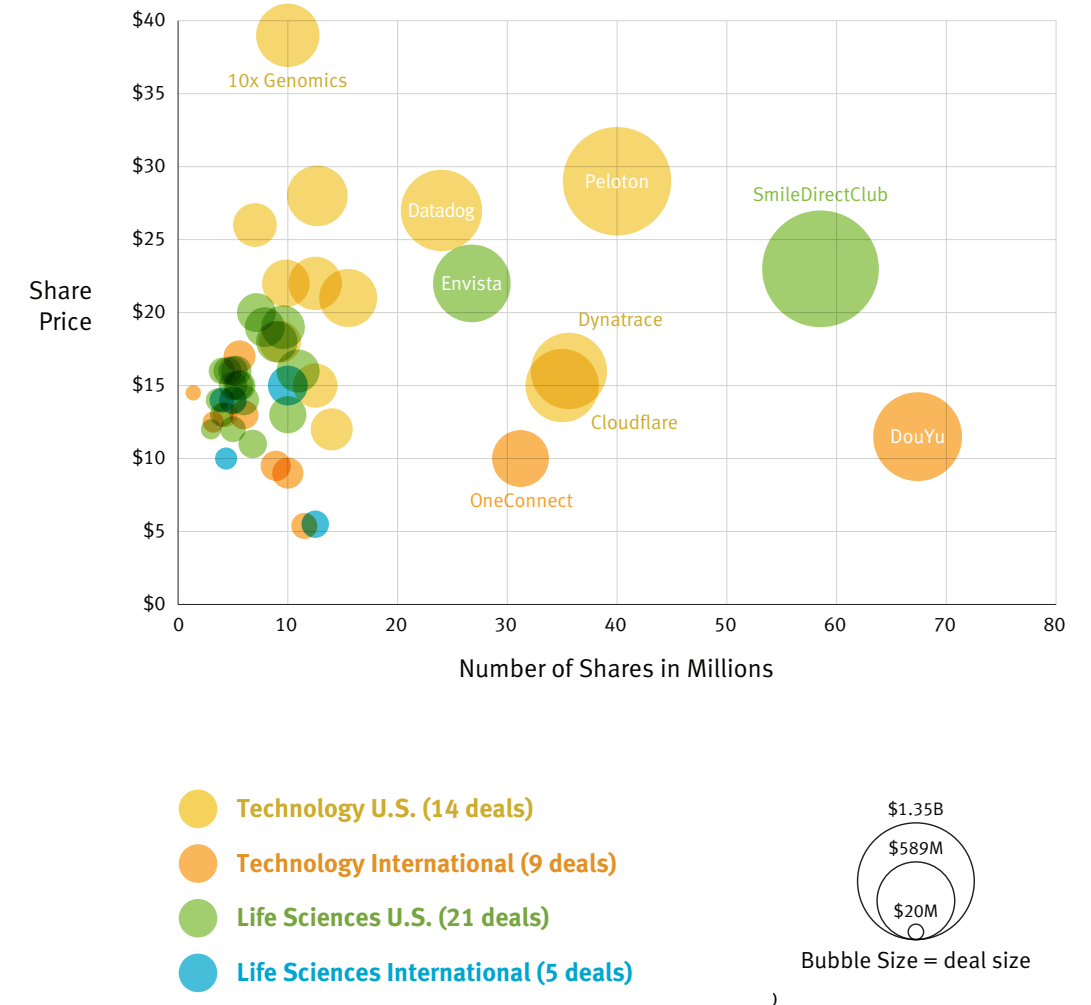 $40
10x Genomics
$35
$30
Peloton
SmileDirectClub
Datadog
$25
Envista
Share
Price
$20
Dynatrace
$15
Cloudflare
DouYu
$10
OneConnect
$5
$0
0 10 20 30 40 50 60 70 80
Number of Shares in Millions
Technology U.S. (14 deals)
Technology International (9 deals)
Life Sciences U.S. (21 deals)
Life Sciences International (5 deals)
$1.35B
$589M
$20M
Bubble Size = deal size